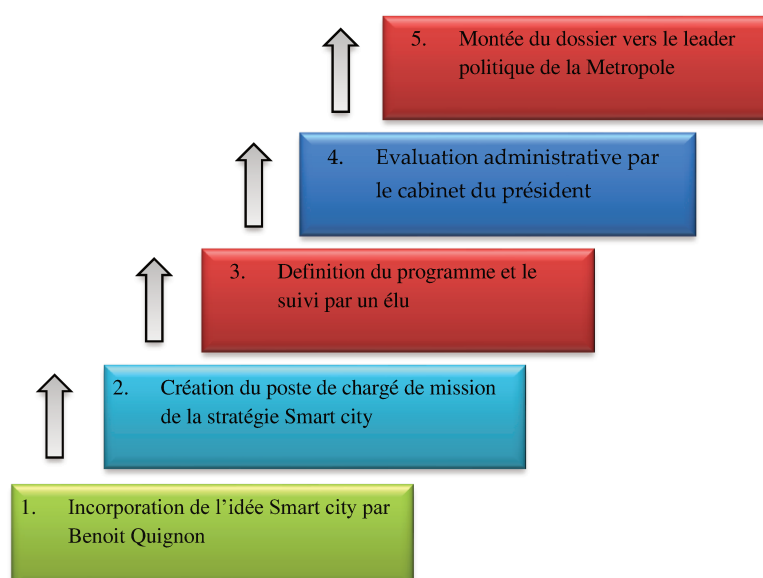 5. Montée du dossier vers le leader
politique de la Metropole
4. Evaluation administrative par
le cabinet du président
3. Definition du programme et le
suivi par un élu
2. Création du poste de chargé de mission
de la stratégie Smart city
1. Incorporation de l’idée Smart city par
Benoit Quignon